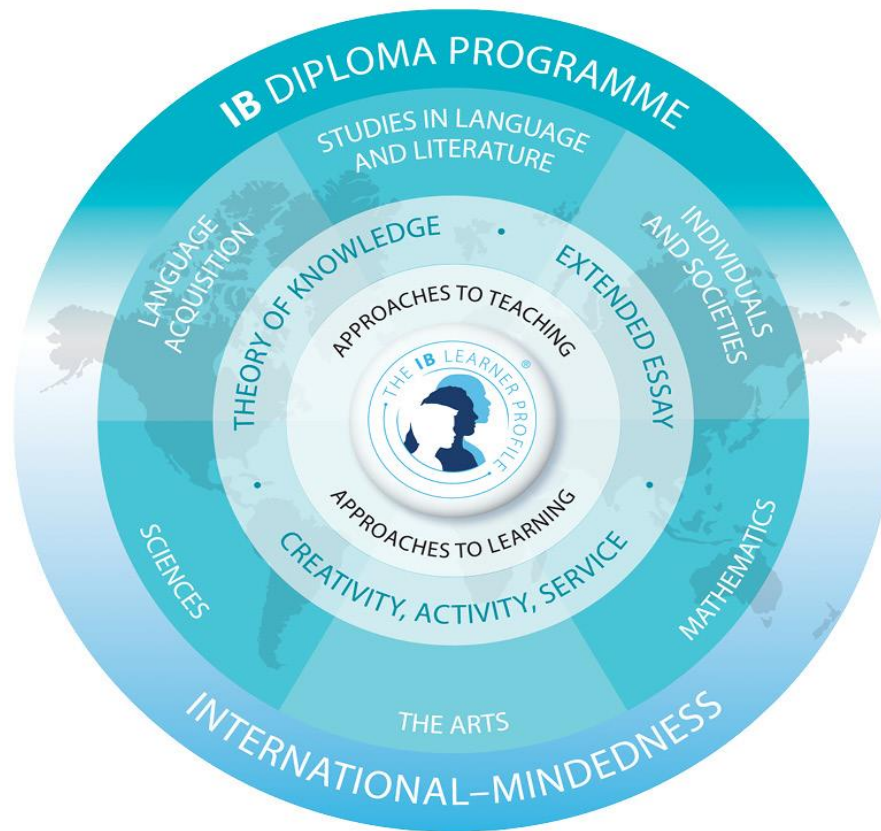 IB DIPLOMA PROGRAMME
STUDIES IN LANGUAGE
AND LITERATURE
LANGUAGE
ACQUISITION
INDIVIDUALS
AND SOCIETIES
THEORY OF KNOWLEDGE
•
EXTENDED ESSAY
•
•
APPROACHES TO TEACHING
• THE IB LEARNER PROFILE • ®
APPROACHES TO LEARNING
CREATIVITY, ACTIVITY, SERVICE
SCIENCES
MATHEMATICS
THE ARTS
INTERNATIONAL–MINDEDNESS